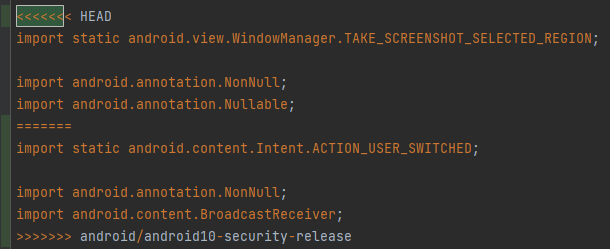 <<<<<<< HEAD
import static android.view.WindowManager.TAKE_SCREENSHOT_SELECTED_REGION;
import android.annotation.NonNull;
import android.annotation.Nullable;
=======
import static android.content.Intent.ACTION_USER_SWITCHED;
import android.annotation.NonNull;
import android.content.BroadcastReceiver;
>>>>>>> android/android10-security-release